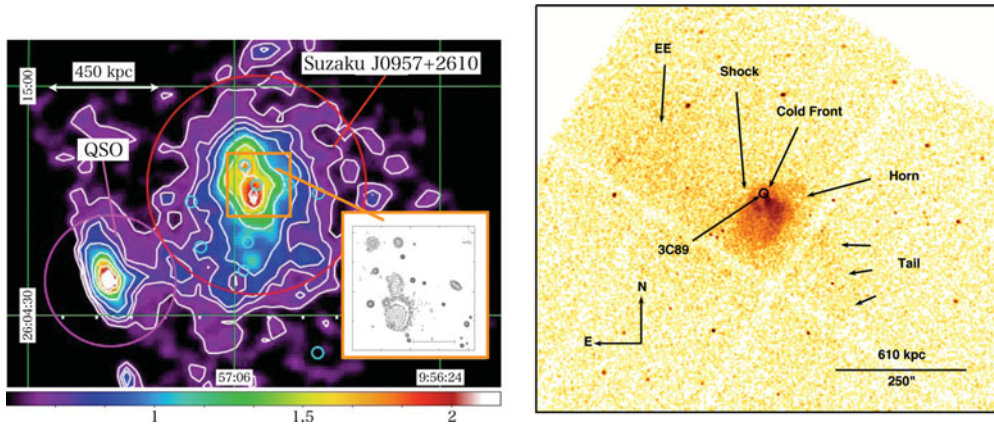 450 kpc
Suzaku J0957+2610
15:00
QSO
26:04:30
57:06
9:56:24
1
1.5
2
EE
Shock
Cold Front
Horn
3C89
Tail
N
E
610 kpc
250"